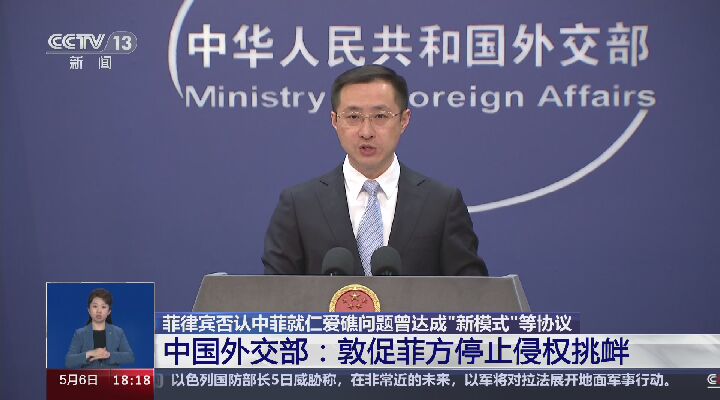 CCTV 13
新闻
中华人民共和国外交部
Ministry Foreign Affairs
菲律宾否认中菲就仁爱礁问题曾达成"新模式"等协议
中国外交部：敦促菲方停止侵权挑衅
5月6日 18:18 以色列国防部长5日威胁称，在非常近的未来，以军将对拉法展开地面军事行动。